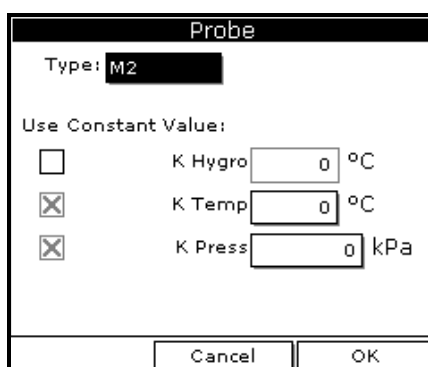 Probe
Type: M2
Use Constant Value:
K Hygro 0 °C
K Temp 0 °C
K Press 0 kPa
Cancel OK